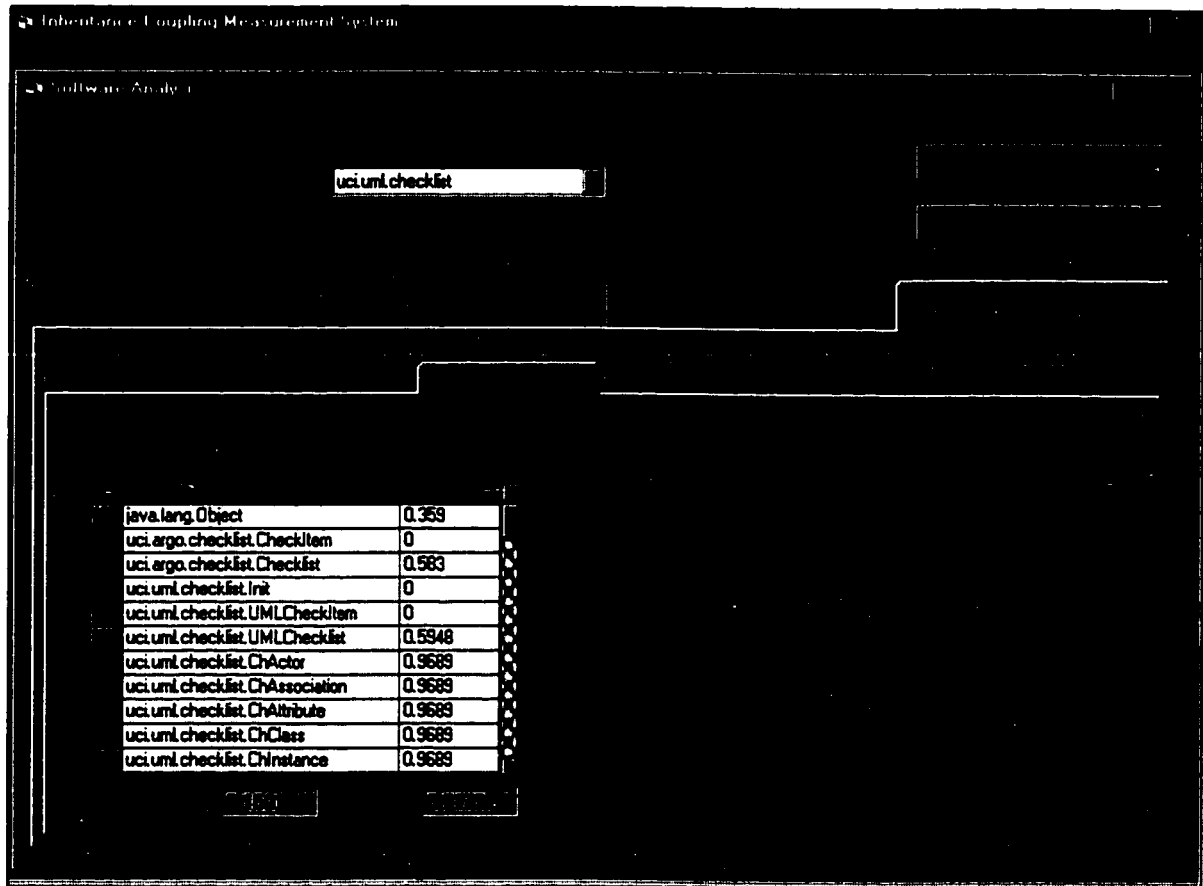 Inheritance Coupling Measurement System
Software Analyzer
uci.uml.checklist
java.lang.Object 0.359
uci.argo.checklist.CheckItem 0
uci.argo.checklist.Checklist 0.583
uci.uml.checklist.Init 0
uci.uml.checklist.UMLCheckItem 0
uci.uml.checklist.UMLChecklist 0.5948
uci.uml.checklist.ChActor 0.9689
uci.uml.checklist.ChAssociation 0.9689
uci.uml.checklist.ChAttribute 0.9689
uci.uml.checklist.ChClass 0.9689
uci.uml.checklist.ChInstance 0.9689